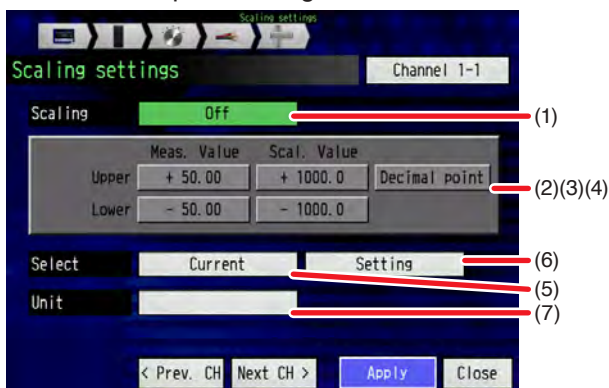 Scaling settings
Scaling settings Channel 1-1
Scaling Off (1)
Meas. Value Scal. Value
Upper + 50.00 + 1000.0 Decimal point (2)(3)(4)
Lower - 50.00 - 1000.0
Select Current Setting (6)
(5)
Unit (7)
< Prev. CH Next CH > Apply Close